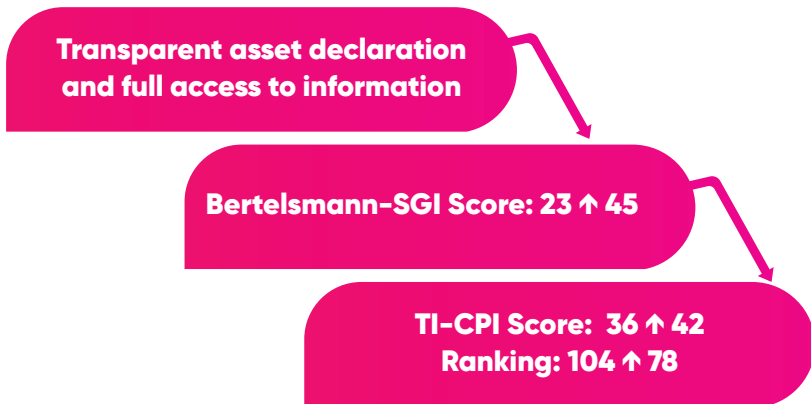 Transparent asset declaration
and full access to information
Bertelsmann-SGI Score: 23 ↑ 45
TI-CPI Score: 36 ↑ 42
Ranking: 104 ↑ 78